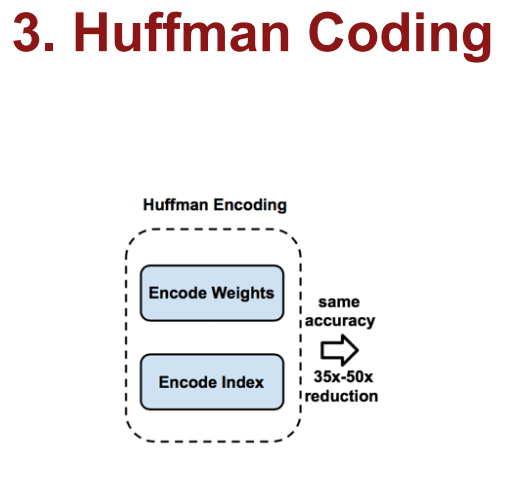 3. Huffman Coding
Huffman Encoding
Encode Weights
Encode Index
same
accuracy
35x-50x
reduction